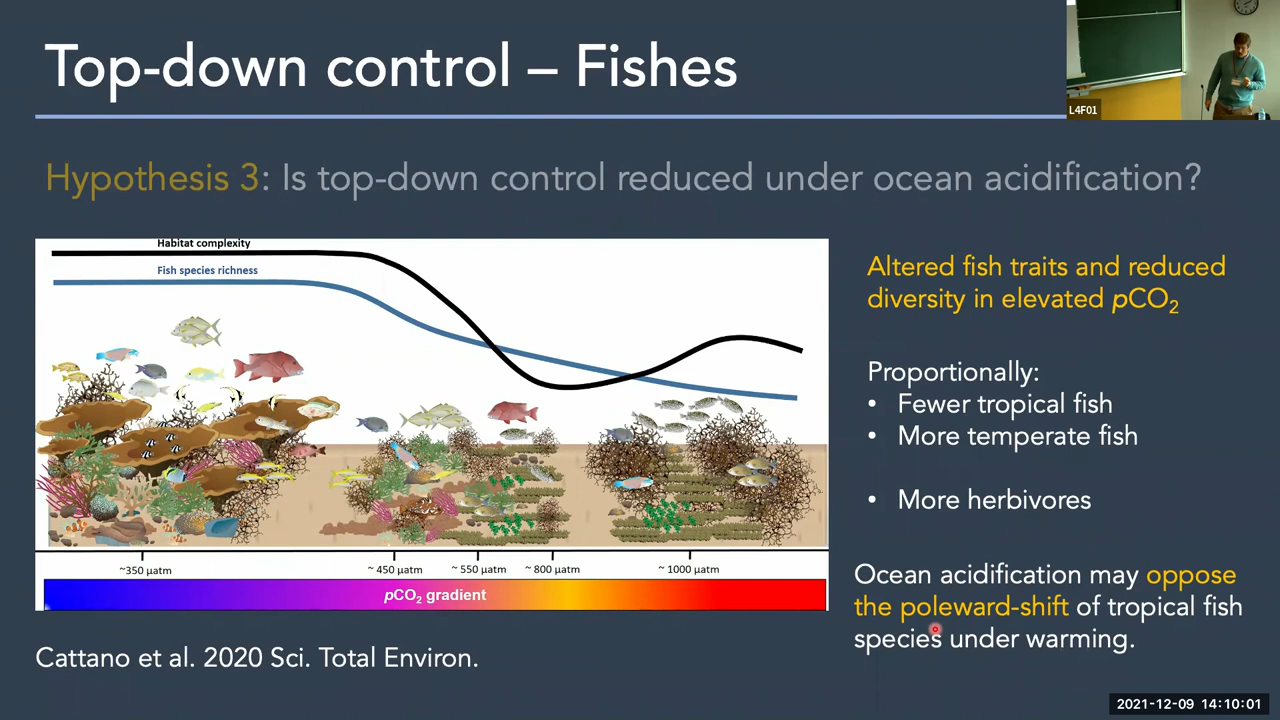 Top-down control – Fishes
L4F01
Hypothesis 3: Is top-down control reduced under ocean acidification?
Habitat complexity
Fish species richness
~350 µatm
~ 450 µatm
~ 550 µatm
~ 800 µatm
~ 1000 µatm
pCO₂ gradient
Cattano et al. 2020 Sci. Total Environ.
Altered fish traits and reduced
diversity in elevated pCO₂
Proportionally:
• Fewer tropical fish
• More temperate fish
• More herbivores
Ocean acidification may oppose
the poleward-shift of tropical fish
species under warming.
2021-12-09 14:10:01